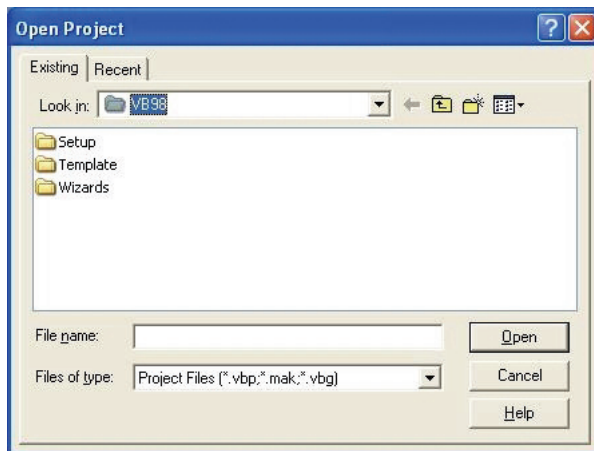 Open Project
Existing Recent
Look in: VB98
Setup
Template
Wizards
File name: Open
Files of type: Project Files (*.vbp;*.mak;*.vbg) Cancel
Help